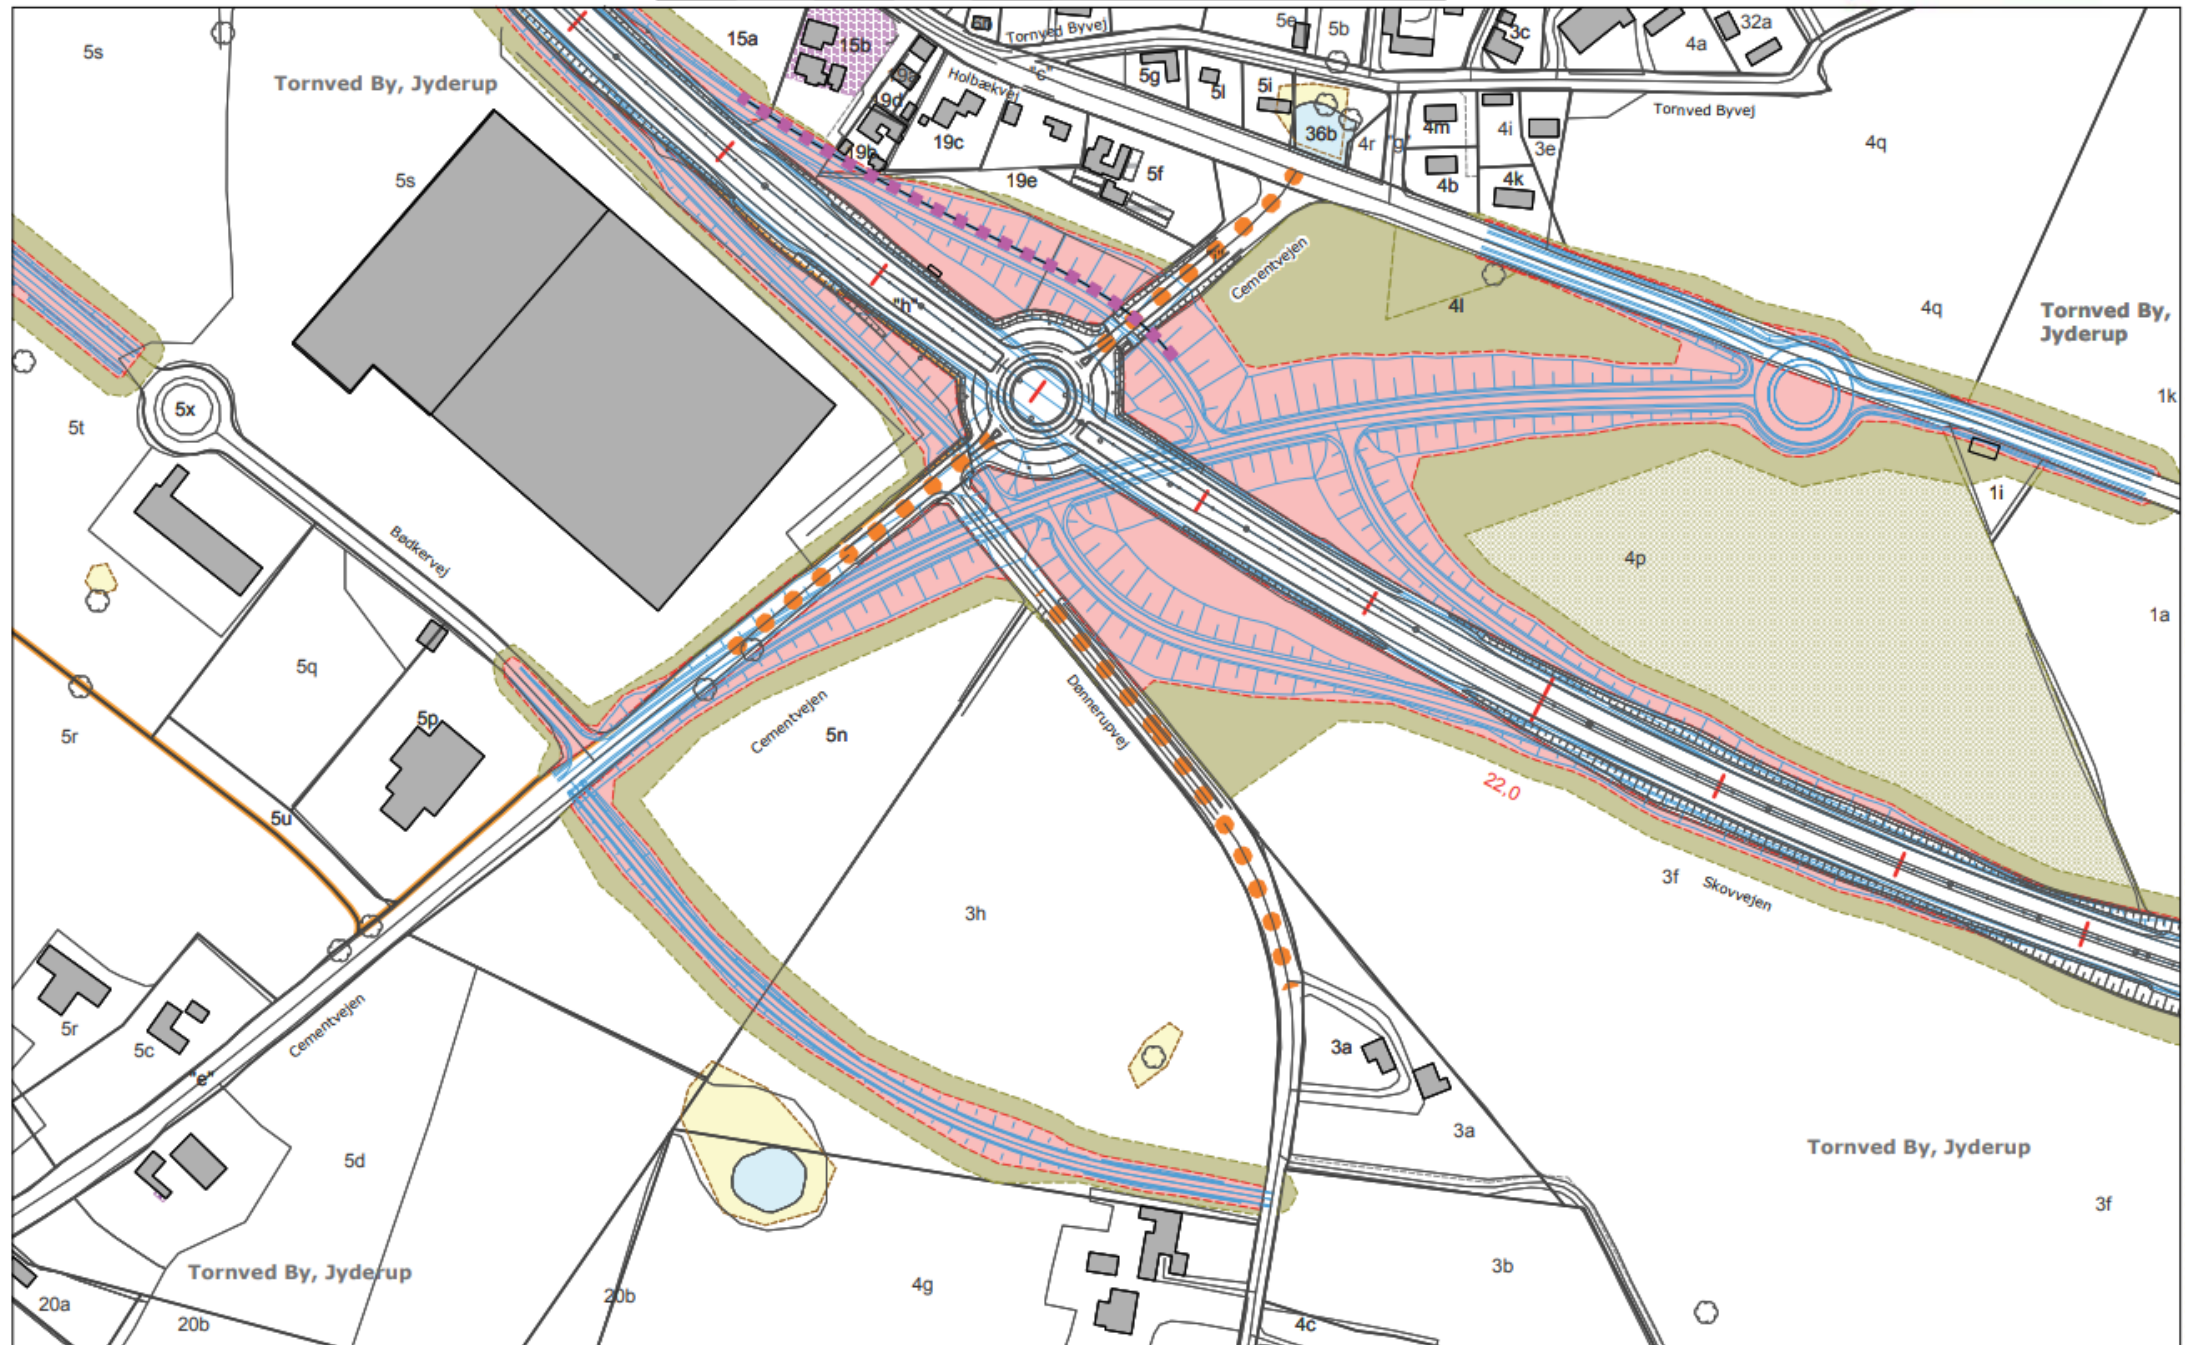 5s
Tornved By, Jyderup
15a
15b
Tornved Byvej
5e
5b
3c
4a
32a
"c"
Holbækvej
5g
5l
5i
36b
4r
"g"
4m
4i
3e
4b
4k
Tornved Byvej
4q
9d
19b
19c
19e
5f
5s
Cementvejen
4l
4q
Tornved By,
Jyderup
"h"
1k
5x
5t
Bødkervej
1i
4p
1a
5q
5p
5r
Cementvejen
5n
Dønnerupvej
22,0
5u
3f
Skovvejen
3h
5r
5c
"e"
Cementvejen
3a
3a
5d
Tornved By, Jyderup
3f
Tornved By, Jyderup
20a
20b
20b
4g
3b
4c